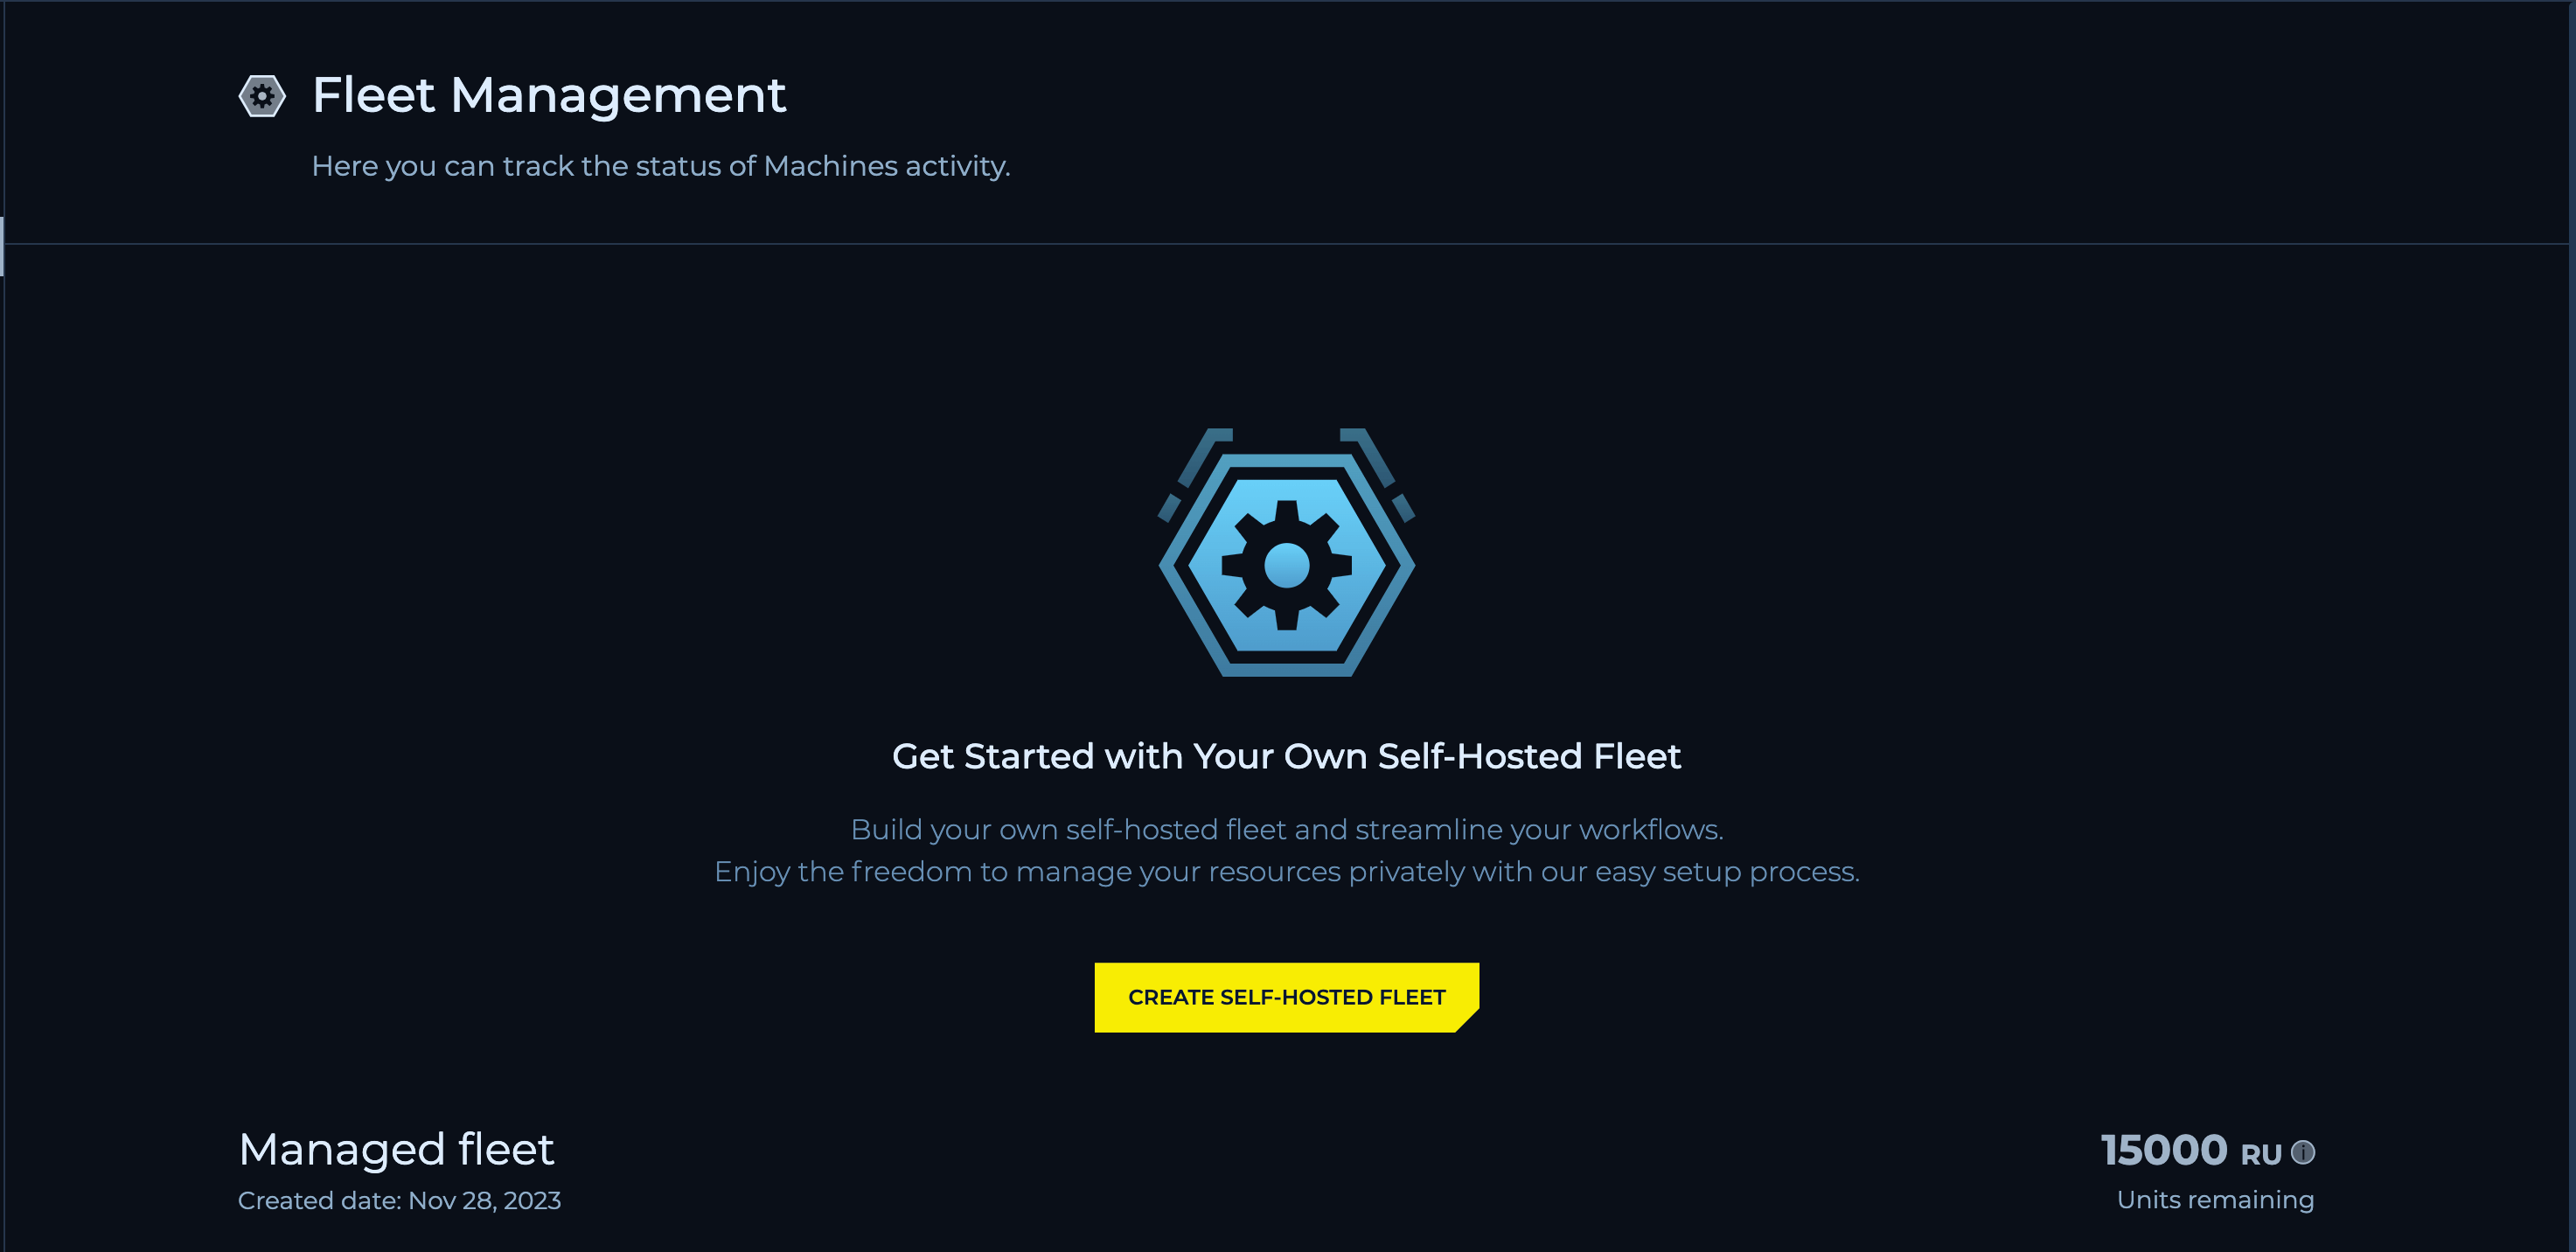 Fleet Management
Here you can track the status of Machines activity.
Get Started with Your Own Self-Hosted Fleet
Build your own self-hosted fleet and streamline your workflows.
Enjoy the freedom to manage your resources privately with our easy setup process.
CREATE SELF-HOSTED FLEET
Managed fleet
15000 RU
Created date: Nov 28, 2023
Units remaining